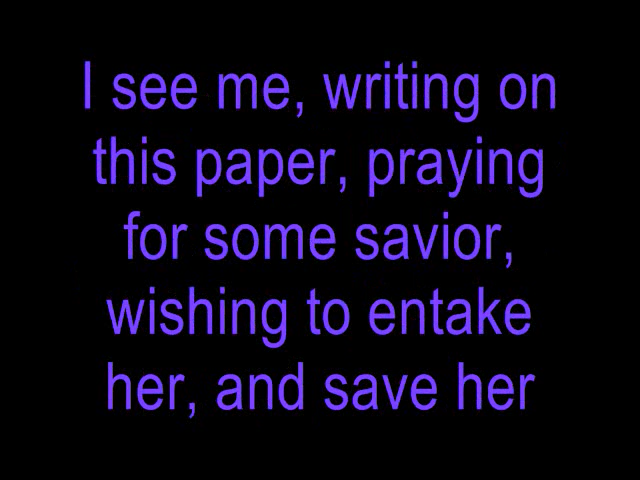 I see me, writing on
this paper, praying
for some savior,
wishing to entake
her, and save her